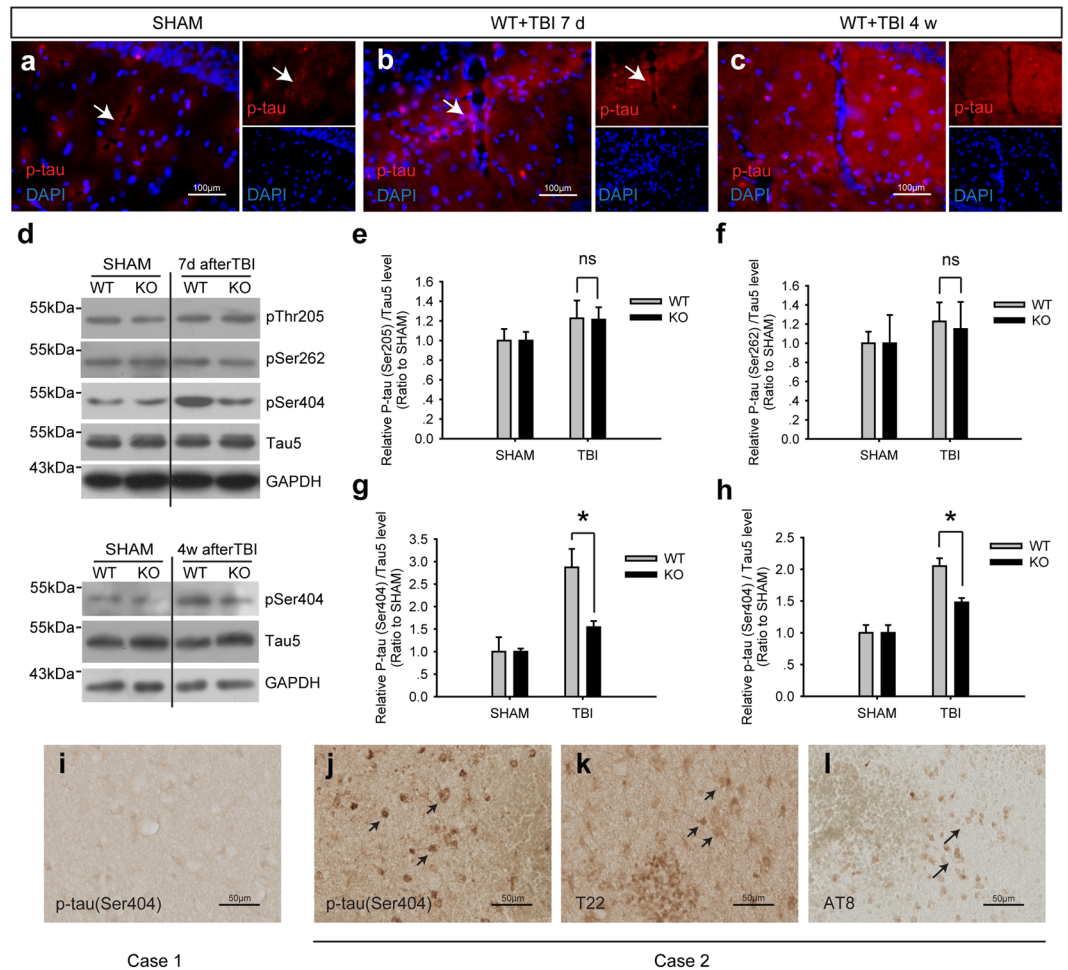 SHAM WT+TBI 7 d WT+TBI 4 w
a
p-tau
DAPI
100μm
p-tau
DAPI
b
p-tau
DAPI
100μm
p-tau
DAPI
c
p-tau
DAPI
100μm
p-tau
DAPI
d
SHAM 7d afterTBI
WT KO WT KO
55kDa pThr205
55kDa pSer262
55kDa pSer404
55kDa Tau5
43kDa GAPDH
SHAM 4w afterTBI
WT KO WT KO
55kDa pSer404
55kDa Tau5
43kDa GAPDH
e
Relative P-tau (Ser205) /Tau5 level
(Ratio to SHAM)
1.6
1.4
1.2
1.0
.8
.6
.4
.2
0.0
ns
WT
KO
SHAM TBI
f
Relative P-tau (Ser262) /Tau5 level
(Ratio to SHAM)
1.6
1.4
1.2
1.0
.8
.6
.4
.2
0.0
ns
WT
KO
SHAM TBI
g
Relative P-tau (Ser404) /Tau5 level
(Ratio to SHAM)
3.5
3.0
2.5
2.0
1.5
1.0
.5
0.0
*
WT
KO
SHAM TBI
h
Relative p-tau (Ser404) / Tau5 level
(Ratio to SHAM)
2.5
2.0
1.5
1.0
.5
0.0
*
WT
KO
SHAM TBI
i
p-tau(Ser404)
50μm
j
p-tau(Ser404)
50μm
k
T22
50μm
l
AT8
50μm
Case 1 Case 2